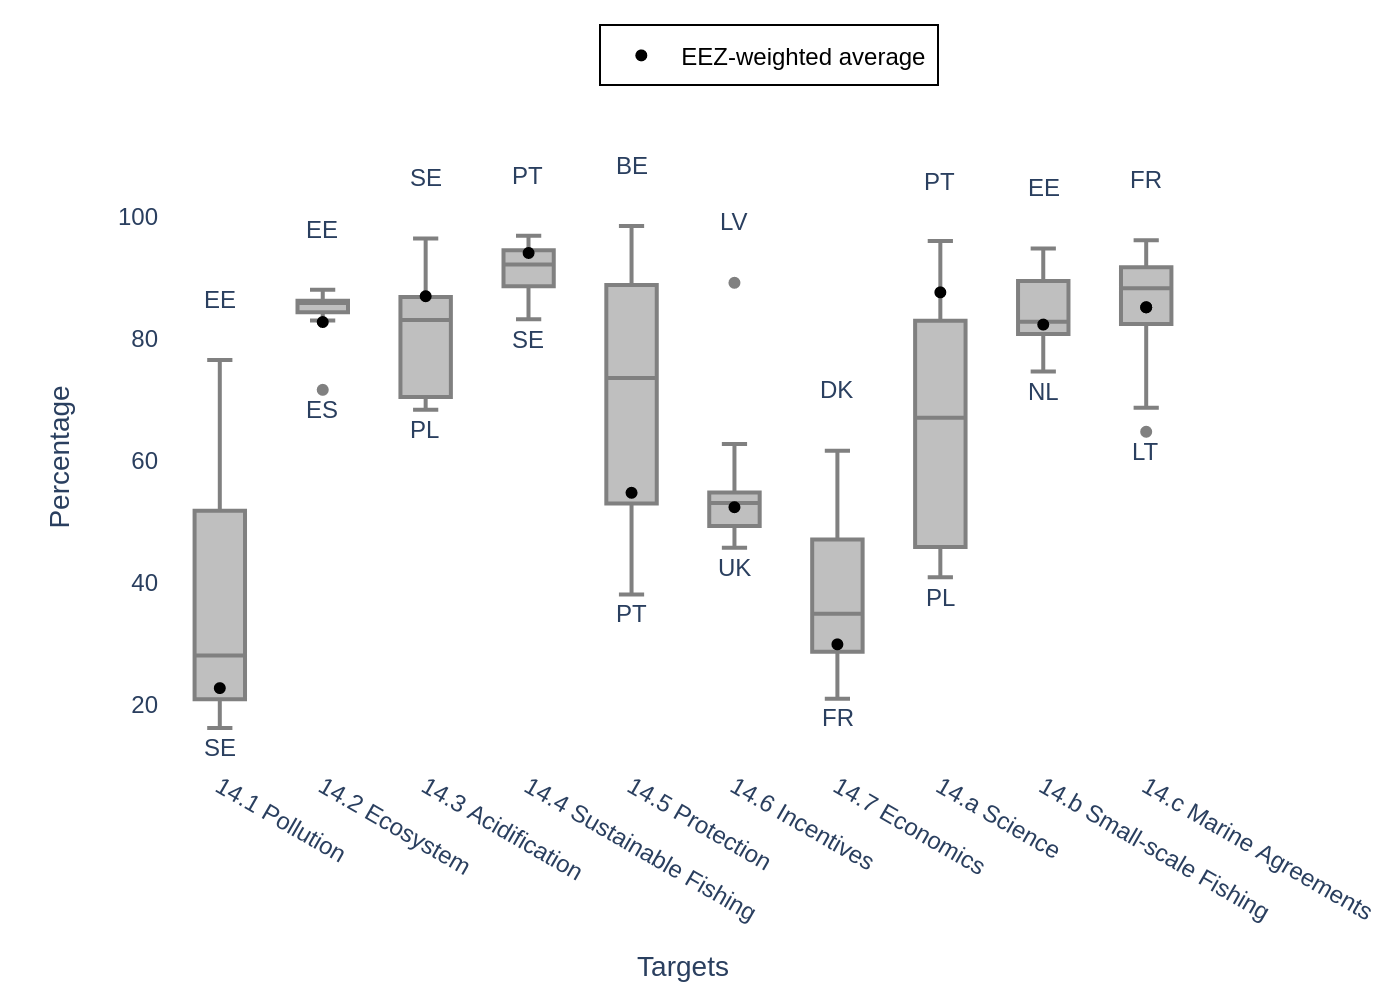 EEZ-weighted average
BE
PT
SE
PT
FR
EE
100
LV
EE
EE
80
SE
DK
NL
ES
PL
LT
60
Percentage
UK
40
PL
PT
20
FR
SE
14.1 Pollution
14.2 Ecosystem
14.3 Acidification
14.4 Sustainable Fishing
14.5 Protection
14.6 Incentives
14.7 Economics
14.a Science
14.b Small-scale Fishing
14.c Marine Agreements
Targets